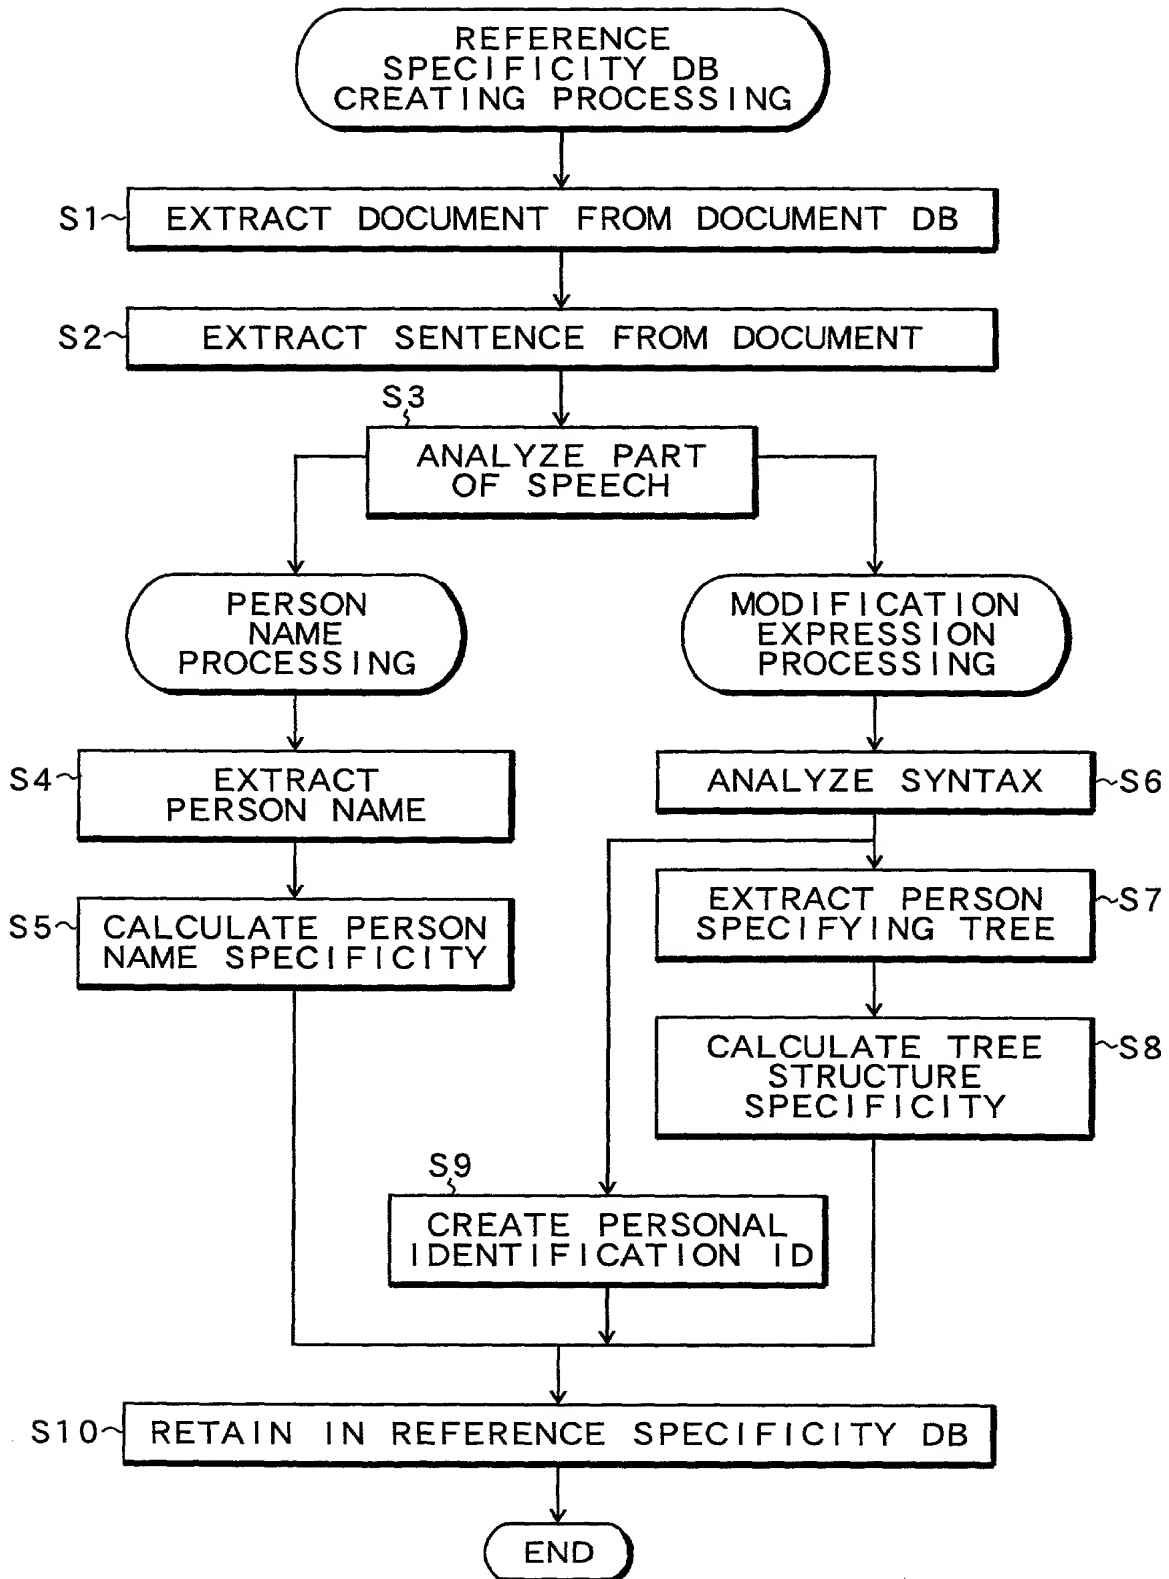 REFERENCE
SPECIFICITY DB
CREATING PROCESSING
S1
EXTRACT DOCUMENT FROM DOCUMENT DB
S2
EXTRACT SENTENCE FROM DOCUMENT
S3
ANALYZE PART
OF SPEECH
PERSON
NAME
PROCESSING
MODIFICATION
EXPRESSION
PROCESSING
S4
EXTRACT
PERSON NAME
ANALYZE SYNTAX
S6
S5
CALCULATE PERSON
NAME SPECIFICITY
EXTRACT PERSON
SPECIFYING TREE
S7
CALCULATE TREE
STRUCTURE
SPECIFICITY
S8
S9
CREATE PERSONAL
IDENTIFICATION ID
S10
RETAIN IN REFERENCE SPECIFICITY DB
END